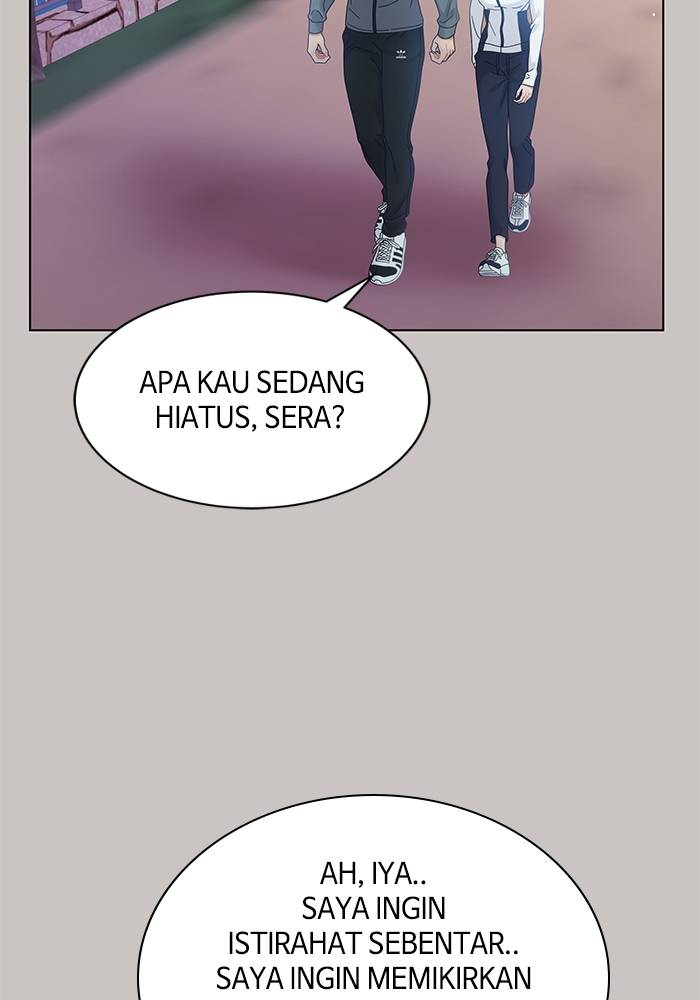 APA KAU SEDANG
HIATUS, SERA?
AH, IYA..
SAYA INGIN
ISTIRAHAT SEBENTAR..
SAYA INGIN MEMIKIRKAN